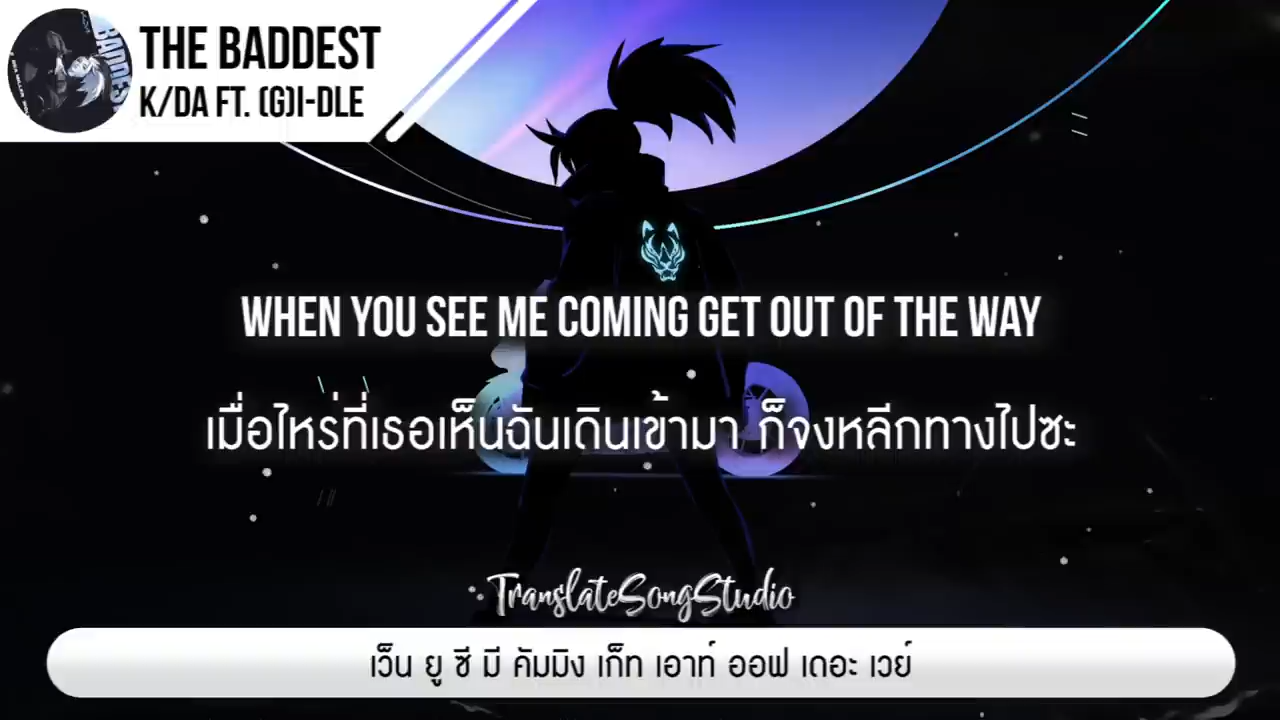 THE BADDEST
K/DA FT. (G)I-DLE
WHEN YOU SEE ME COMING GET OUT OF THE WAY
เมื่อไหร่ที่เธอเห็นฉันเดินเข้ามา ก็จงหลีกทางไปซะ
TranslateSongStudio
เว็น ยู ซี มี คัมมิง เก็ท เอาท์ ออฟ เดอะ เวย์